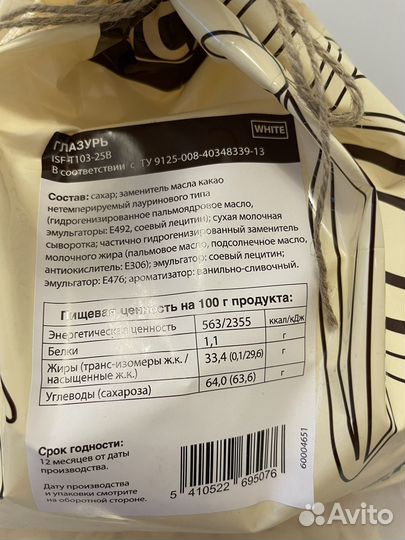 C
ГЛАЗУРЬ
ISF-T103-25B
В соответствии с ТУ 9125-008-40348339-13
WHITE
Состав: сахар; заменитель масла какао
нетемперируемый лауринового типа
(гидрогенизированное пальмоядровое масло,
эмульгаторы: E492, соевый лецитин); сухая молочная
сыворотка; частично гидрогенизированный заменитель
молочного жира (пальмовое масло, подсолнечное масло,
антиокислитель: E306); эмульгатор: соевый лецитин;
эмульгатор: E476; ароматизатор: ванильно-сливочный.
Пищевая ценность на 100 г продукта:
Энергетическая ценность 563/2355 ккал/кДж
Белки 1,1 г
Жиры (транс-изомеры ж.к./
насыщенные ж.к.) 33,4 (0,1/29,6) г
Углеводы (сахароза) 64,0 (63,6) г
Срок годности:
12 месяцев от даты
производства.
Дату производства
и упаковки смотрите
на оборотной стороне.
5 410522 695076
60004651
Avito